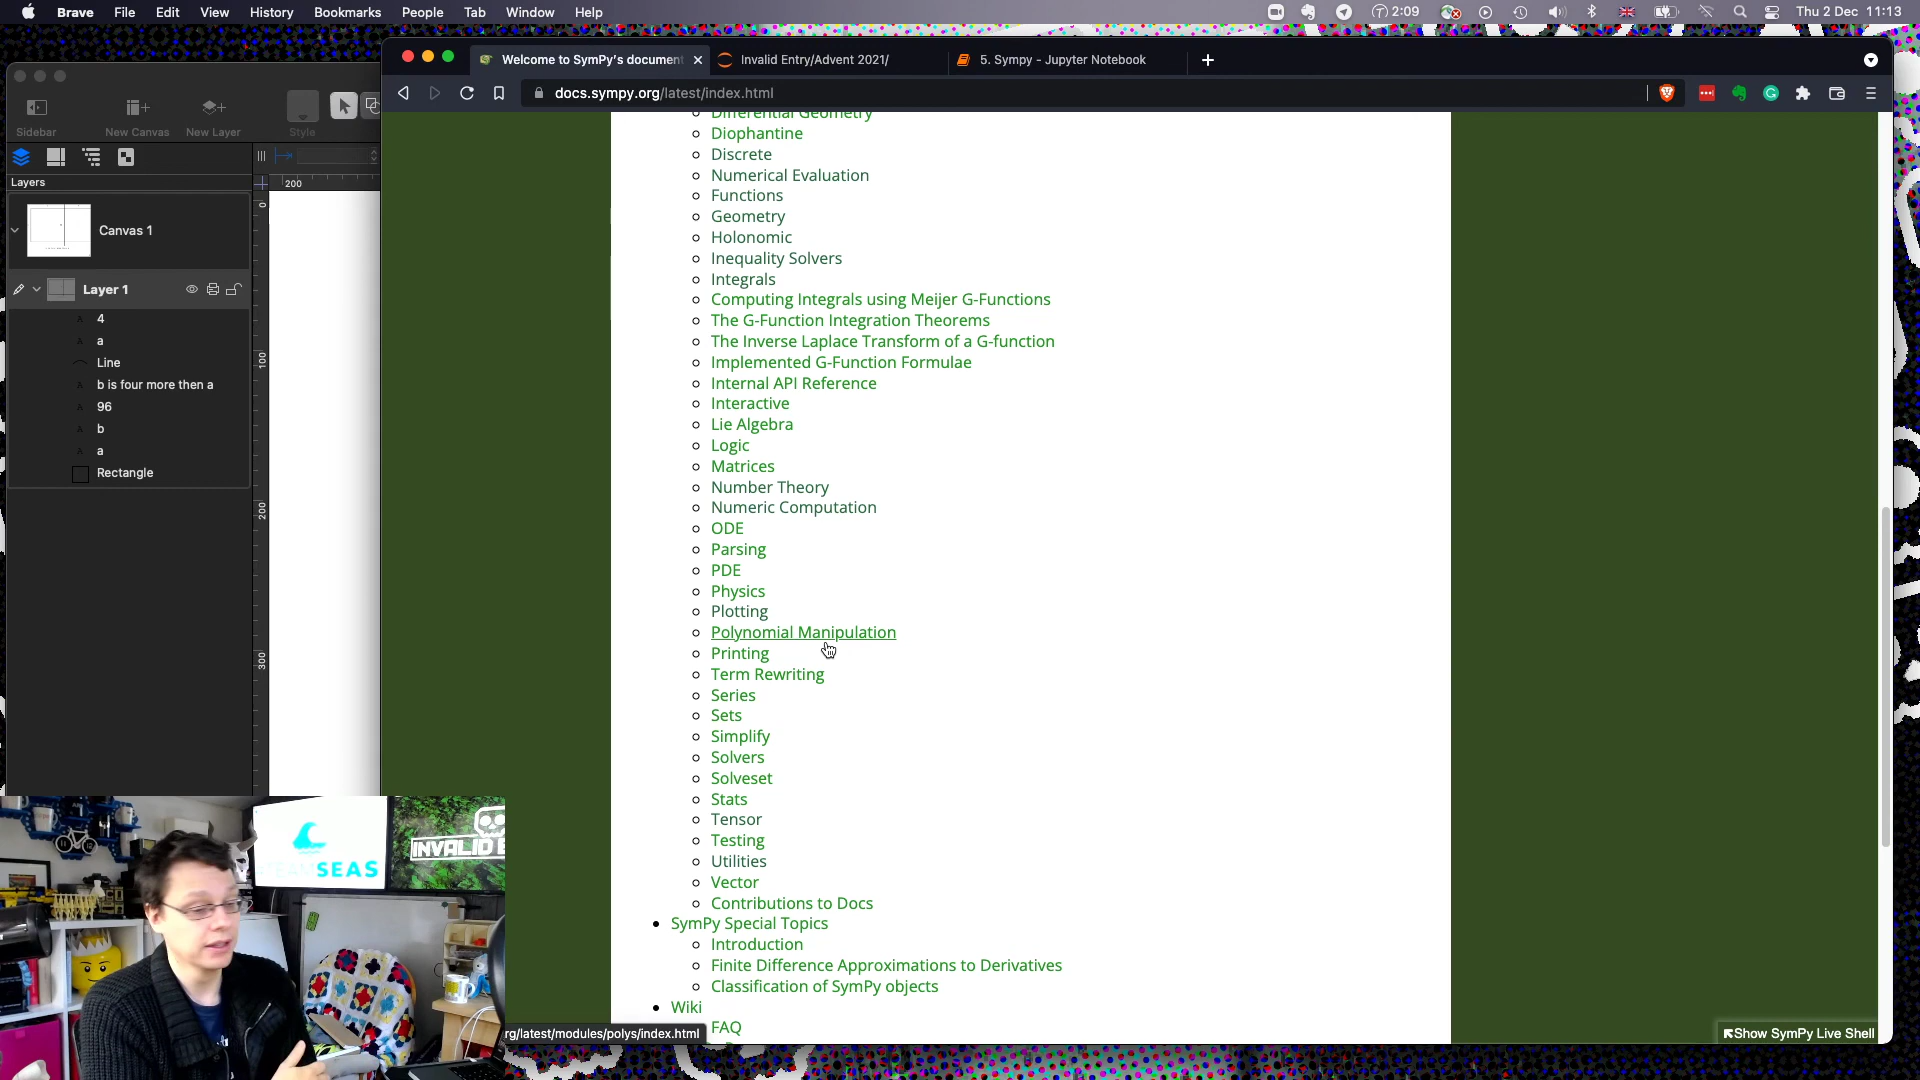 Brave File Edit View History Bookmarks People Tab Window Help
2:09 Thu 2 Dec 11:13
Welcome to SymPy's document
Invalid Entry/Advent 2021/
5. Sympy - Jupyter Notebook
docs.sympy.org/latest/index.html
Sidebar
New Canvas
New Layer
Style
Layers
200
0
100
200
300
Canvas 1
Layer 1
4
a
Line
b is four more then a
96
b
a
Rectangle
Differential Geometry
Diophantine
Discrete
Numerical Evaluation
Functions
Geometry
Holonomic
Inequality Solvers
Integrals
Computing Integrals using Meijer G-Functions
The G-Function Integration Theorems
The Inverse Laplace Transform of a G-function
Implemented G-Function Formulae
Internal API Reference
Interactive
Lie Algebra
Logic
Matrices
Number Theory
Numeric Computation
ODE
Parsing
PDE
Physics
Plotting
Polynomial Manipulation
Printing
Term Rewriting
Series
Sets
Simplify
Solvers
Solveset
Stats
Tensor
Testing
Utilities
Vector
Contributions to Docs
SymPy Special Topics
Introduction
Finite Difference Approximations to Derivatives
Classification of SymPy objects
Wiki
FAQ
rg/latest/modules/polys/index.html
Show SymPy Live Shell
TEAMSEAS
INVALID E